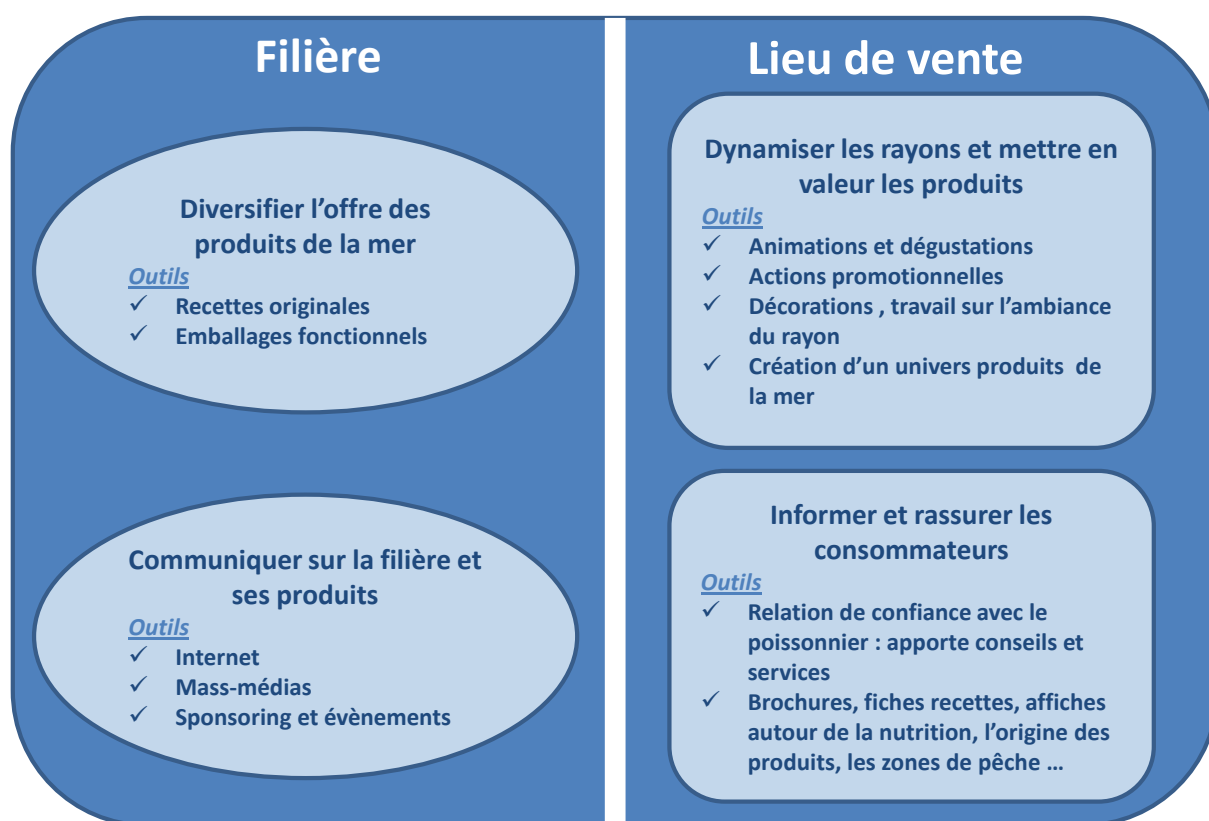 Filière
Diversifier l'offre des
produits de la mer
Outils
✓ Recettes originales
✓ Emballages fonctionnels
Communiquer sur la filière et
ses produits
Outils
✓ Internet
✓ Mass-médias
✓ Sponsoring et évènements
Lieu de vente
Dynamiser les rayons et mettre en
valeur les produits
Outils
✓ Animations et dégustations
✓ Actions promotionnelles
✓ Décorations , travail sur l'ambiance
du rayon
✓ Création d'un univers produits de
la mer
Informer et rassurer les
consommateurs
Outils
✓ Relation de confiance avec le
poissonnier : apporte conseils et
services
✓ Brochures, fiches recettes, affiches
autour de la nutrition, l'origine des
produits, les zones de pêche …